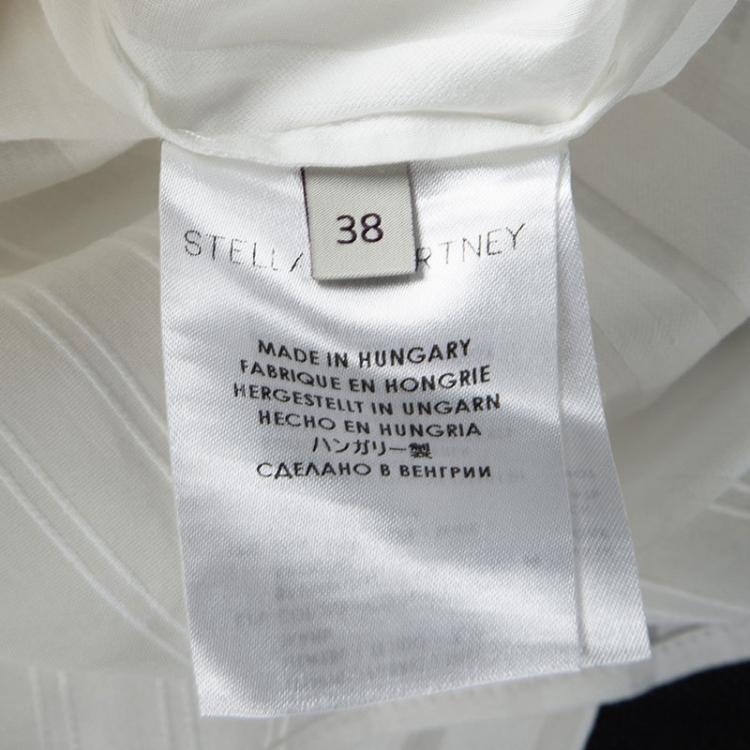 38
STELLA RTNEY
MADE IN HUNGARY
FABRIQUE EN HONGRIE
HERGESTELLT IN UNGARN
HECHO EN HUNGRIA
ハンガリー製
СДЕЛАНО В ВЕНГРИИ